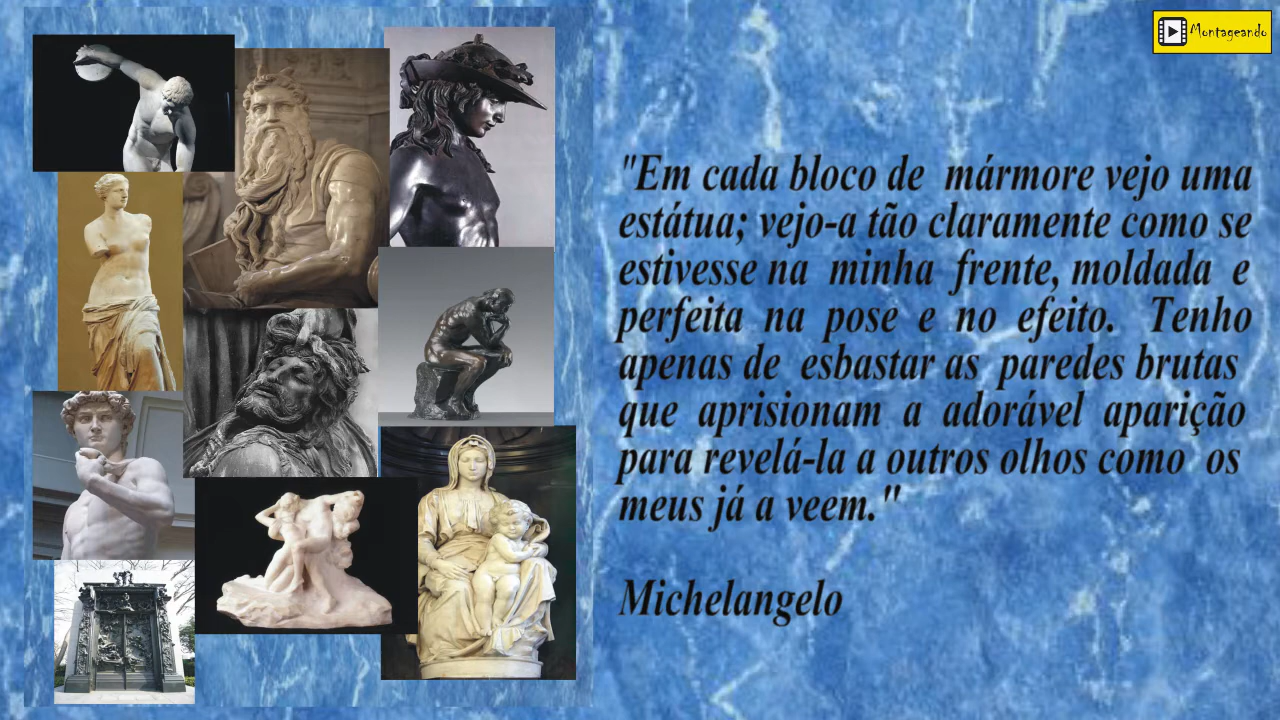 Montageando
"Em cada bloco de mármore vejo uma
estátua; vejo-a tão claramente como se
estivesse na minha frente, moldada e
perfeita na pose e no efeito. Tenho
apenas de esbastar as paredes brutas
que aprisionam a adorável aparição
para revelá-la a outros olhos como os
meus já a veem."
Michelangelo